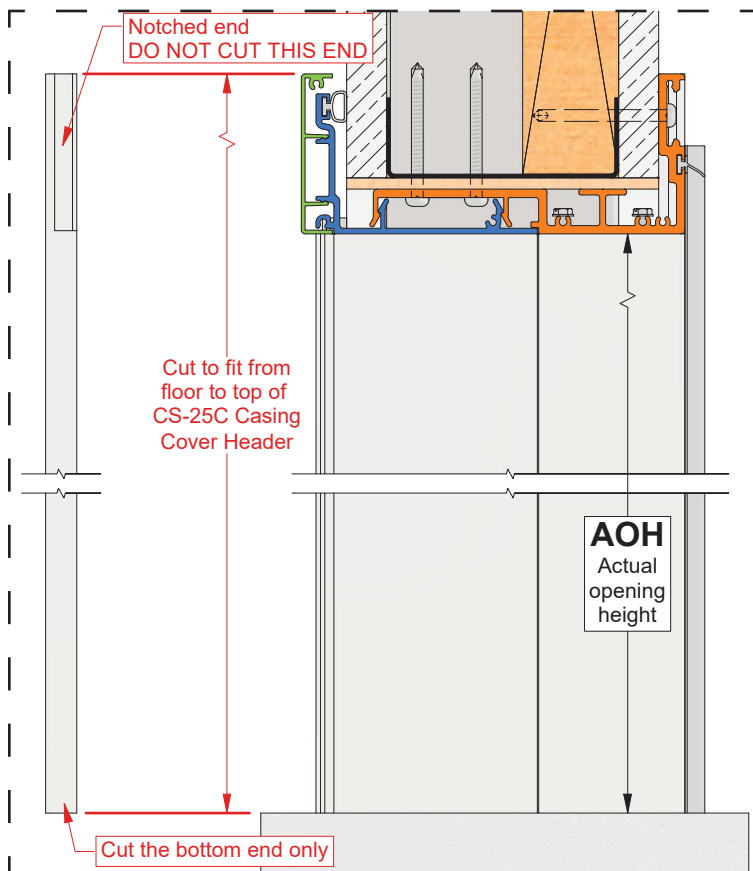 Notched end
DO NOT CUT THIS END
Cut to fit from
floor to top of
CS-25C Casing
Cover Header
AOH
Actual
opening
height
Cut the bottom end only